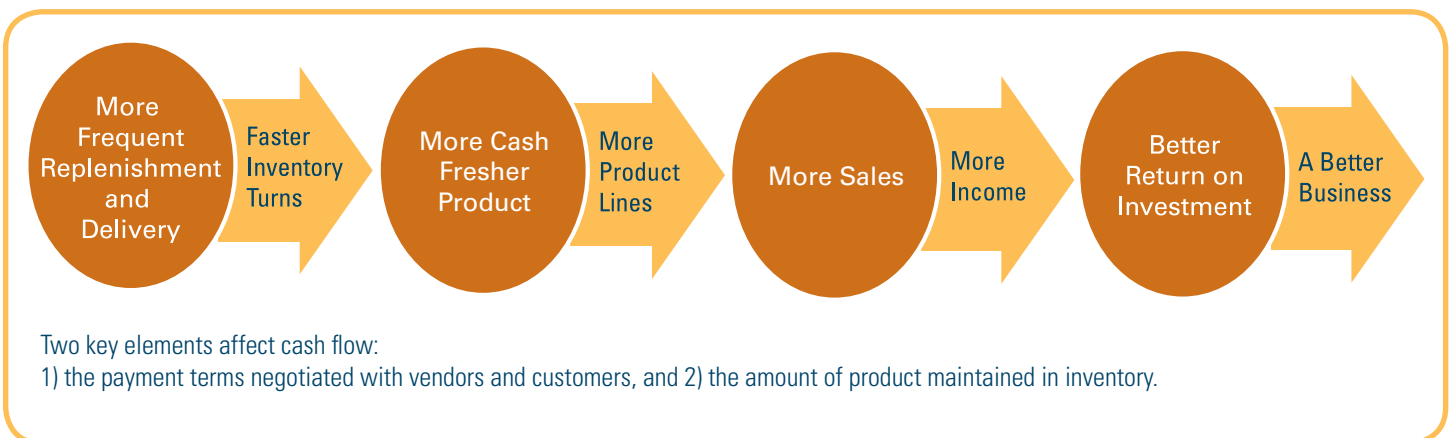 More
Frequent
Replenishment
and
Delivery
Faster
Inventory
Turns
More Cash
Fresher
Product
More
Product
Lines
More Sales
More
Income
Better
Return on
Investment
A Better
Business
Two key elements affect cash flow:
1) the payment terms negotiated with vendors and customers, and 2) the amount of product maintained in inventory.